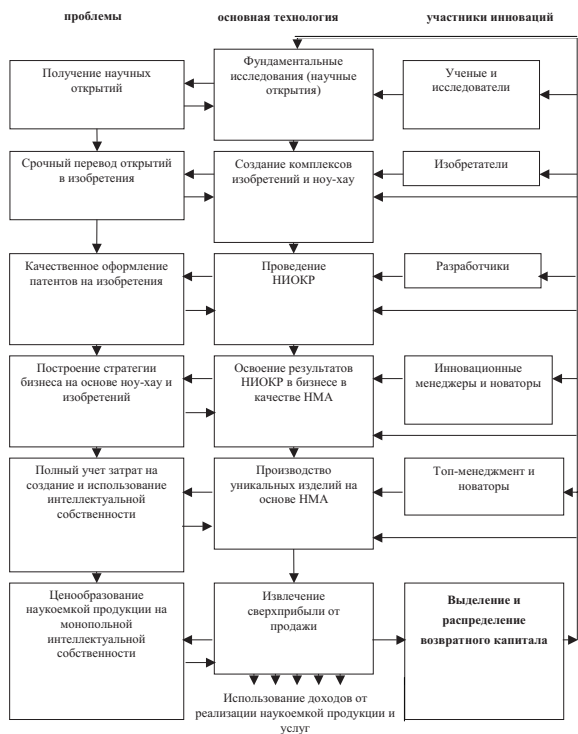 проблемы
основная технология
участники инноваций
Получение научных
открытий
Фундаментальные
исследования (научные
открытия)
Ученые и
исследователи
Срочный перевод открытий
в изобретения
Создание комплексов
изобретений и ноу-хау
Изобретатели
Качественное оформление
патентов на изобретения
Проведение
НИОКР
Разработчики
Построение стратегии
бизнеса на основе ноу-хау и
изобретений
Освоение результатов
НИОКР в бизнесе в
качестве НМА
Инновационные
менеджеры и новаторы
Полный учет затрат на
создание и использование
интеллектуальной
собственности
Производство
уникальных изделий на
основе НМА
Топ-менеджмент и
новаторы
Ценообразование
наукоемкой продукции на
монопольной
интеллектуальной
собственности
Извлечение
сверхприбыли от
продажи
Выделение и
распределение
возвратного капитала
Использование доходов от
реализации наукоемкой продукции и
услуг